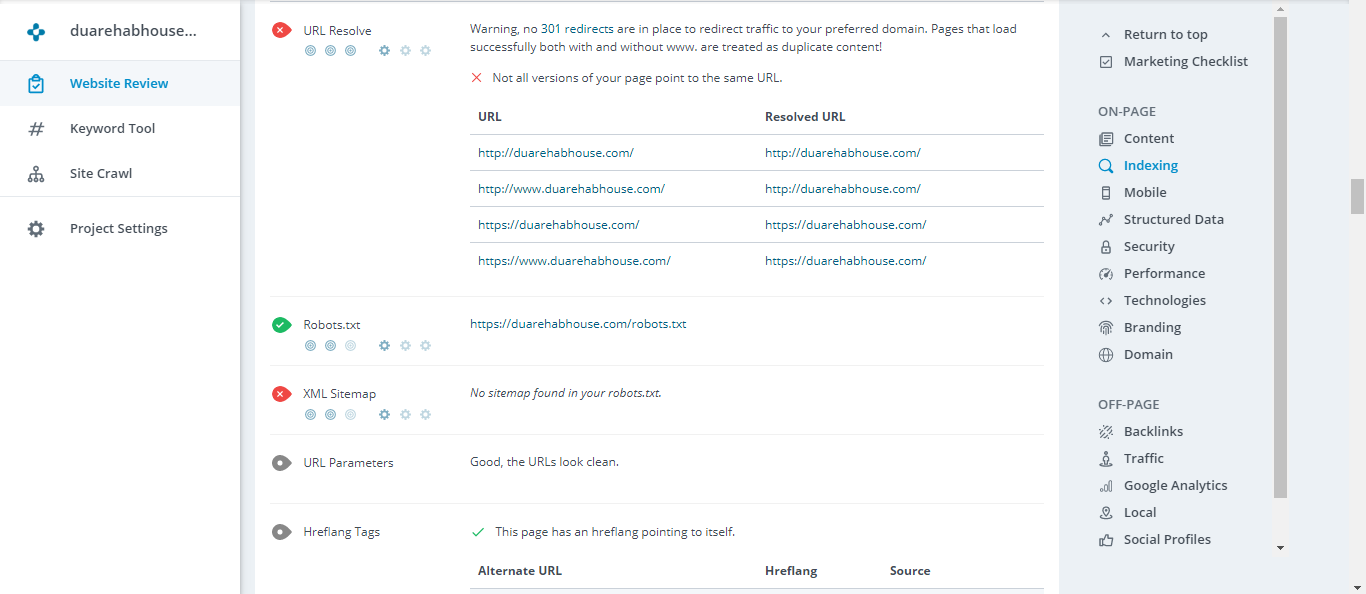 duarehabhouse...
Website Review
Keyword Tool
Site Crawl
Project Settings
URL Resolve
Warning, no 301 redirects are in place to redirect traffic to your preferred domain. Pages that load
successfully both with and without www. are treated as duplicate content!
Not all versions of your page point to the same URL.
URL Resolved URL
http://duarehabhouse.com/ http://duarehabhouse.com/
http://www.duarehabhouse.com/ http://duarehabhouse.com/
https://duarehabhouse.com/ https://duarehabhouse.com/
https://www.duarehabhouse.com/ https://duarehabhouse.com/
Robots.txt https://duarehabhouse.com/robots.txt
XML Sitemap No sitemap found in your robots.txt.
URL Parameters Good, the URLs look clean.
Hreflang Tags This page has an hreflang pointing to itself.
Alternate URL Hreflang Source
Return to top
Marketing Checklist
ON-PAGE
Content
Indexing
Mobile
Structured Data
Security
Performance
Technologies
Branding
Domain
OFF-PAGE
Backlinks
Traffic
Google Analytics
Local
Social Profiles